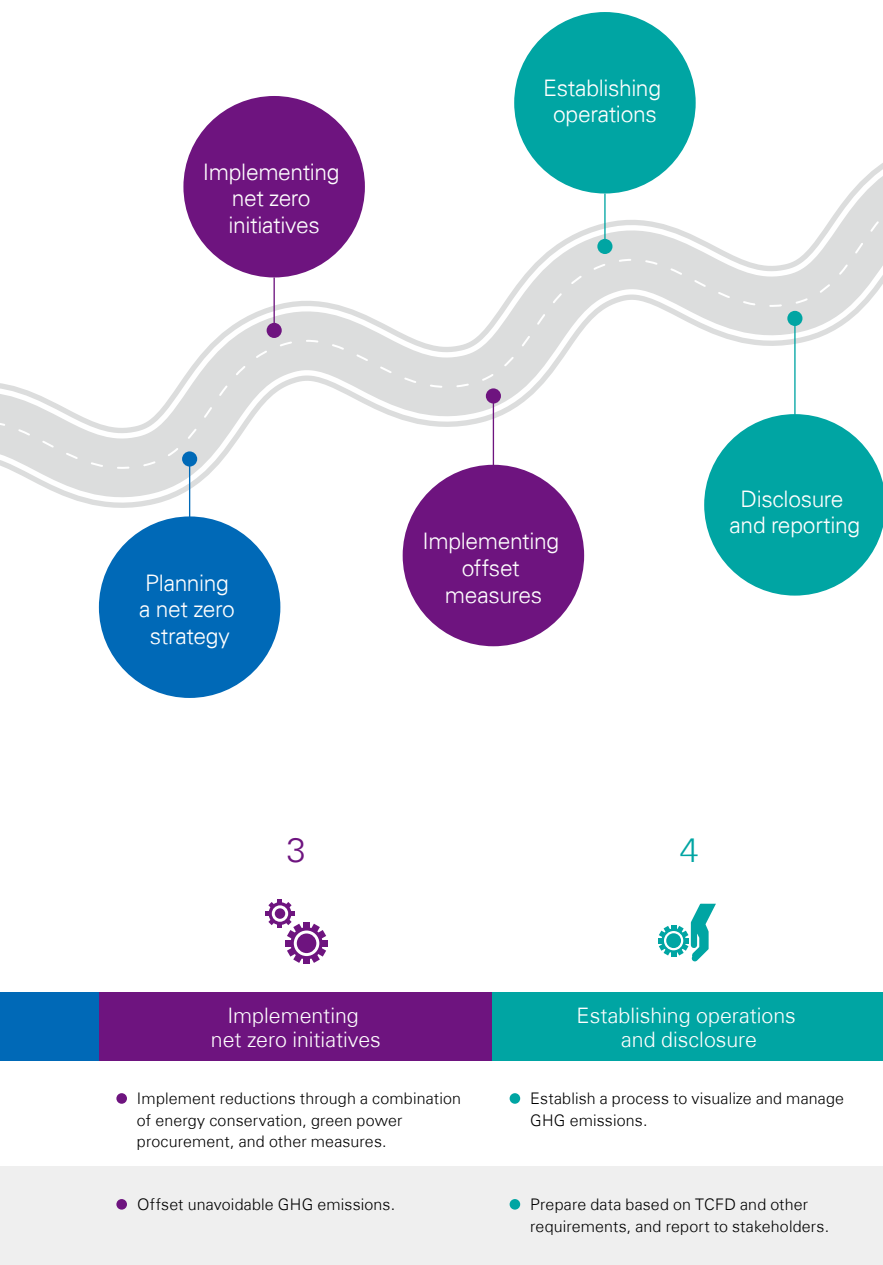 Establishing
operations
Implementing
net zero
initiatives
Disclosure
and reporting
Implementing
offset
measures
Planning
a net zero
strategy
3
4
Implementing
net zero initiatives
Establishing operations
and disclosure
● Implement reductions through a combination
of energy conservation, green power
procurement, and other measures.
● Establish a process to visualize and manage
GHG emissions.
● Offset unavoidable GHG emissions.
● Prepare data based on TCFD and other
requirements, and report to stakeholders.